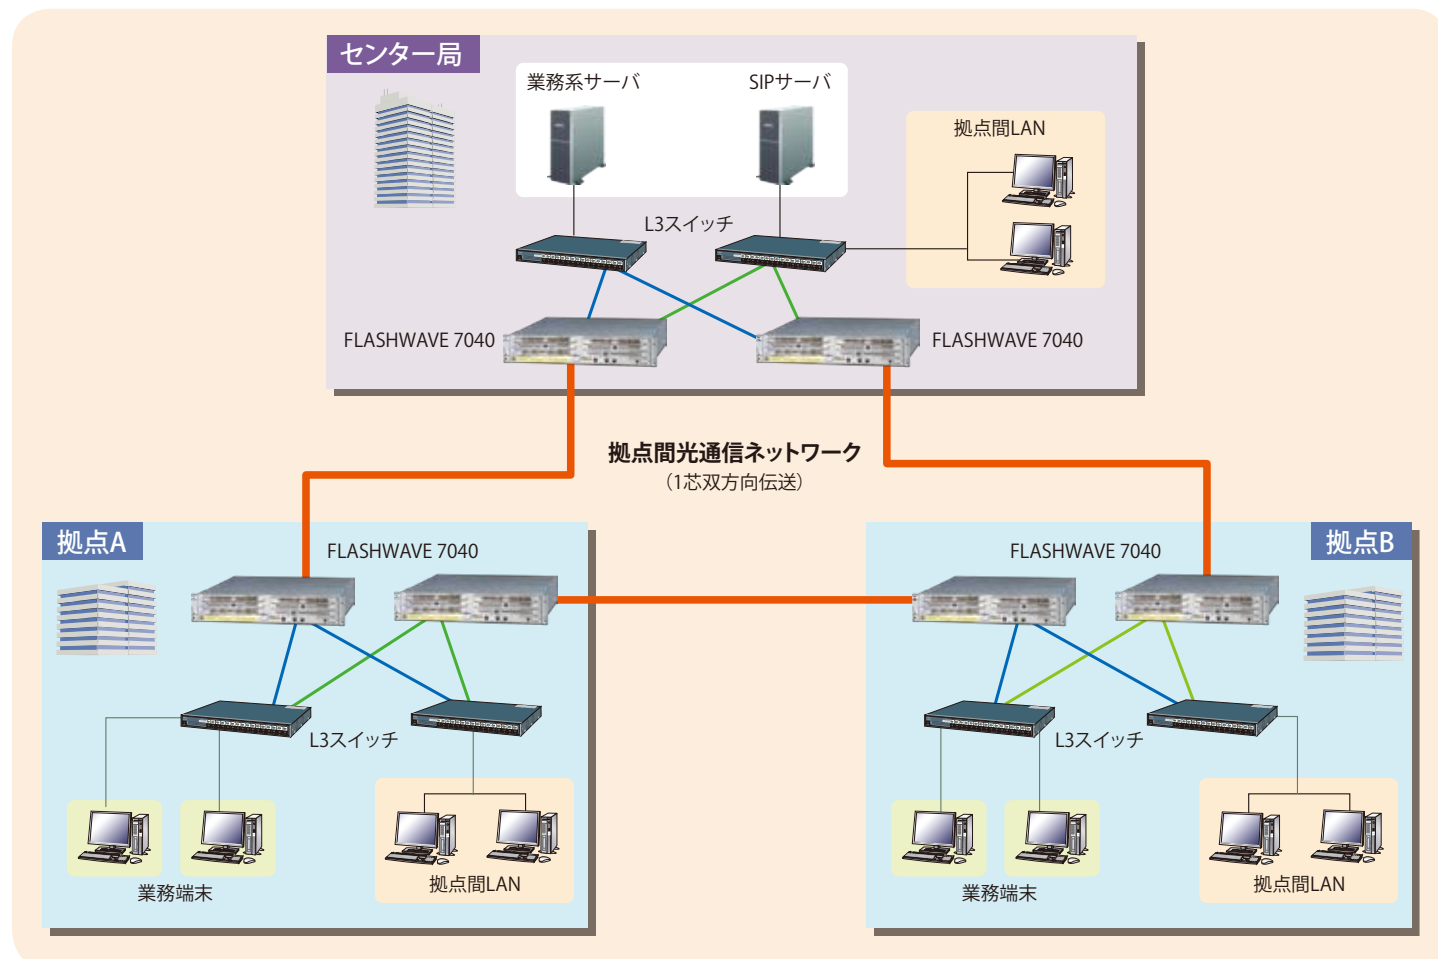 センター局
業務系サーバ
SIPサーバ
拠点間LAN
L3スイッチ
FLASHWAVE 7040
FLASHWAVE 7040
拠点間光通信ネットワーク
（1芯双方向伝送）
拠点A
FLASHWAVE 7040
L3スイッチ
業務端末
拠点間LAN
拠点B
FLASHWAVE 7040
L3スイッチ
業務端末
拠点間LAN